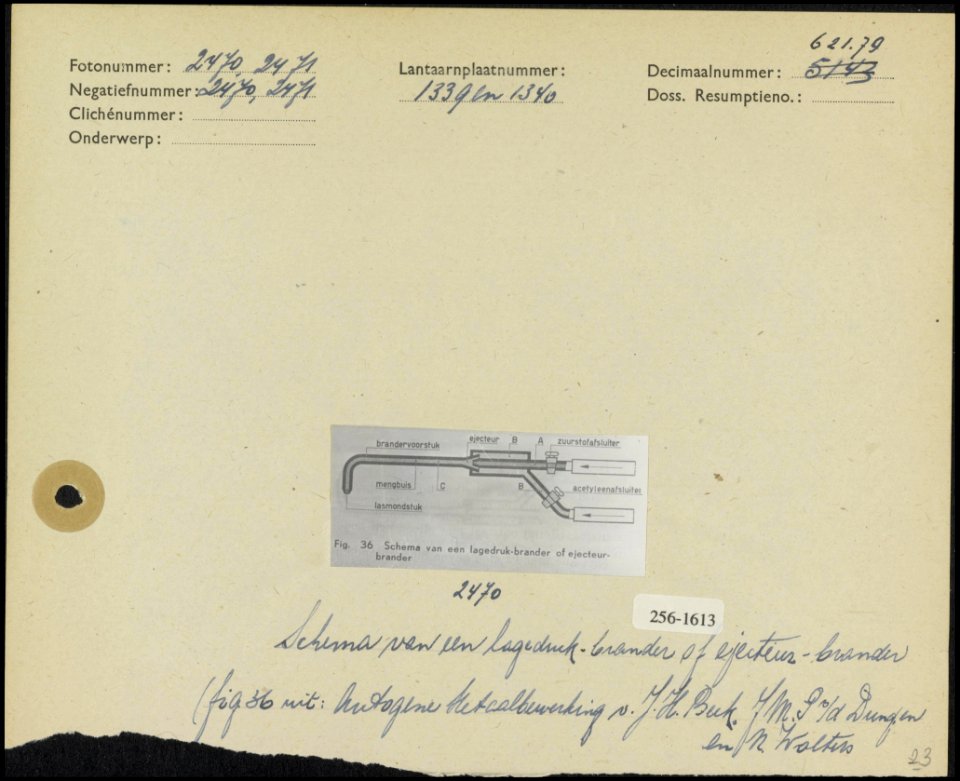 621.79
Fotonummer: 2470, 2471
Lantaarnplaatnummer:
Decimaalnummer: 5143
Negatiefnummer: 2470, 2471
1339 en 1340
Doss. Resumptieno.:
Clichénummer:
Onderwerp:
brandervoorstuk ejecteur B A zuurstofafsluiter
mengbuis C B acetyleenafsluiter
lasmondstuk
Fig. 36 Schema van een lagedruk-brander of ejecteur-
brander
2470
256-1613
Schema van een lagedruk-brander of ejecteur-brander
(fig 36 uit: Autogene Metaalbewerking v. J. H. Beek, J. M. P v/d Dungen
en N Wolters
23